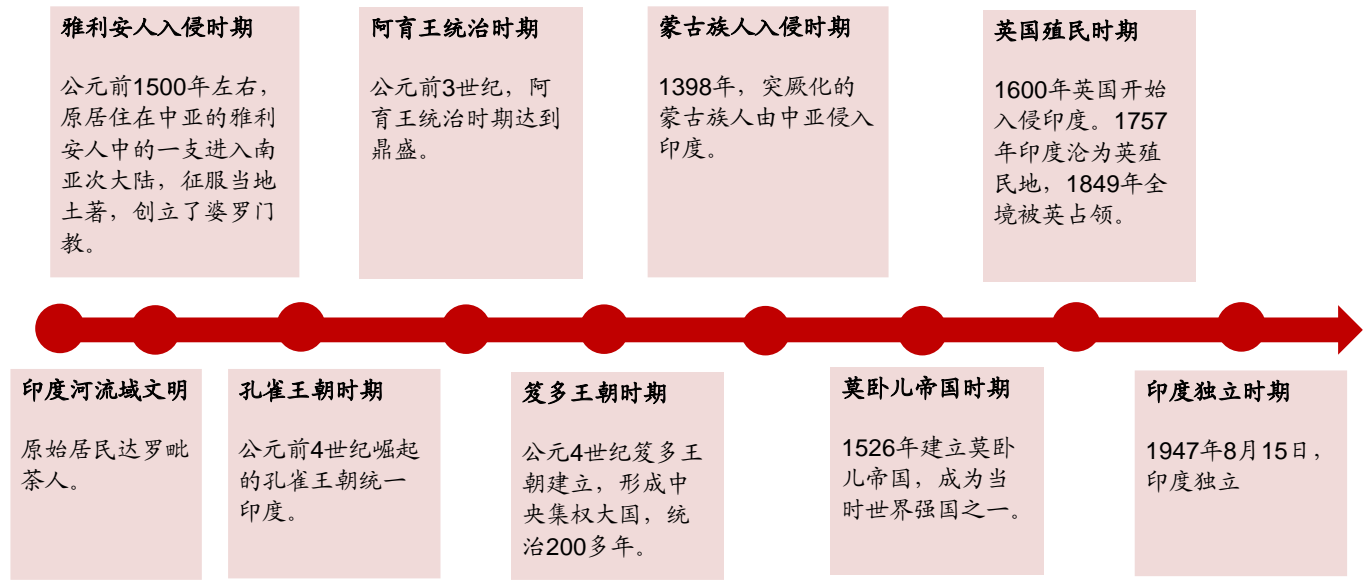 雅利安人入侵时期
公元前1500年左右，
原居住在中亚的雅利
安人中的一支进入南
亚次大陆，征服当地
土著，创立了婆罗门
教。
阿育王统治时期
公元前3世纪，阿
育王统治时期达到
鼎盛。
蒙古族人入侵时期
1398年，突厥化的
蒙古族人由中亚侵入
印度。
英国殖民时期
1600年英国开始
入侵印度。1757
年印度沦为英殖
民地，1849年全
境被英占领。
印度河流域文明
原始居民达罗毗
荼人。
孔雀王朝时期
公元前4世纪崛起
的孔雀王朝统一
印度。
笈多王朝时期
公元4世纪笈多王
朝建立，形成中
央集权大国，统
治200多年。
莫卧儿帝国时期
1526年建立莫卧
儿帝国，成为当
时世界强国之一。
印度独立时期
1947年8月15日，
印度独立